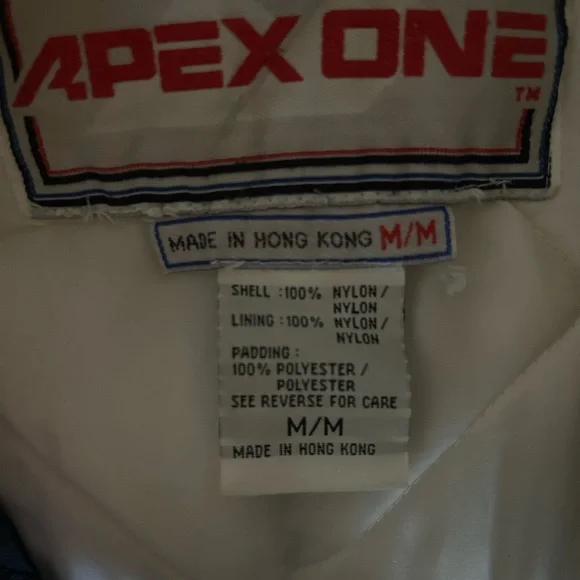 APEX ONE
TM
MADE IN HONG KONG M/M
SHELL :100% NYLON/
NYLON
LINING :100% NYLON/
NYLON
PADDING :
100% POLYESTER/
POLYESTER
SEE REVERSE FOR CARE
M/M
MADE IN HONG KONG